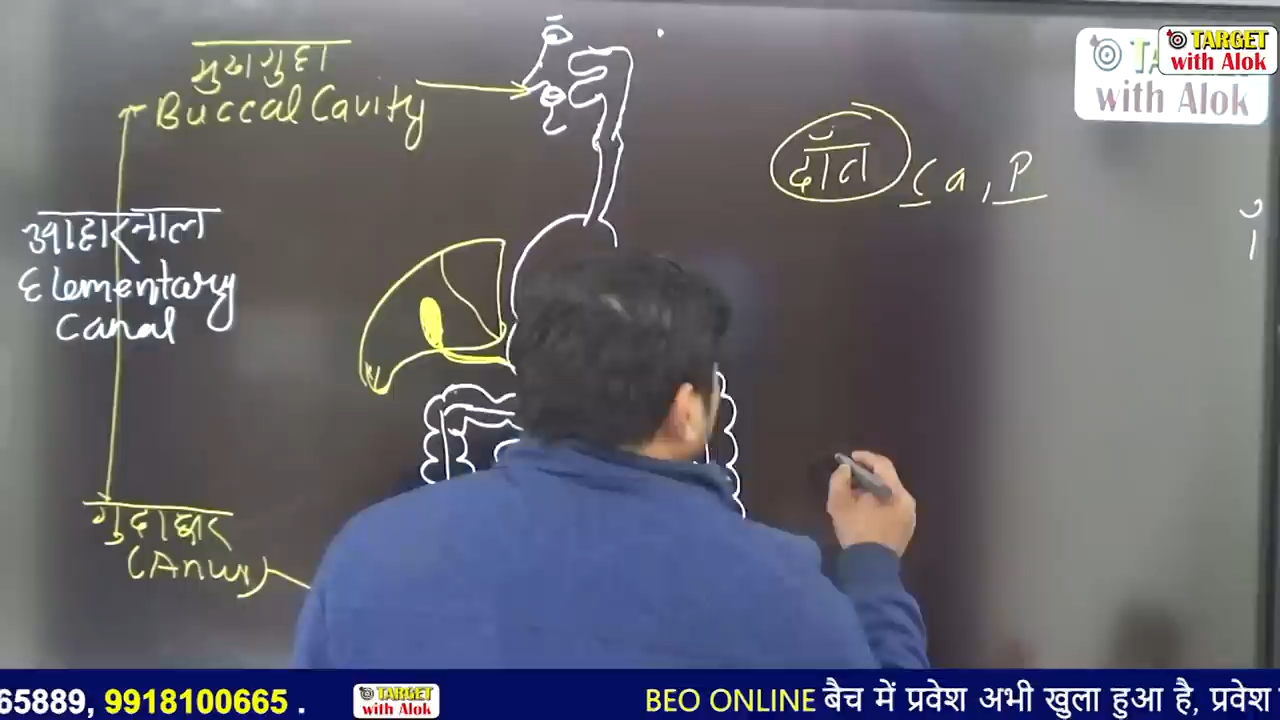 मुखगुहा
Buccal Cavity
आहारनाल
Elementary
Canal
गुदाद्वार
(Anus)
दाँत Ca, P
TARGET
with Alok
with Alok
65889, 9918100665 .
TARGET
with Alok
BEO ONLINE बैच में प्रवेश अभी खुला हुआ है, प्रवेश